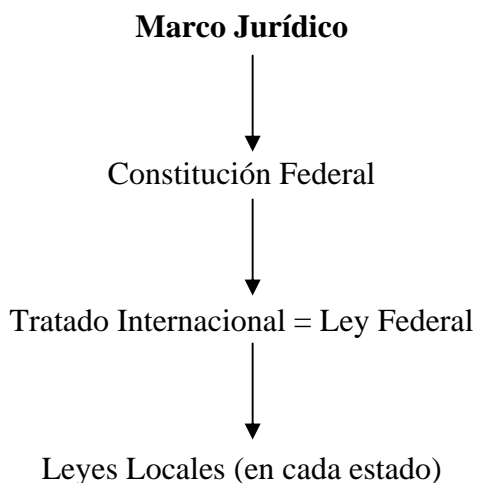 Marco Jurídico
Constitución Federal
Tratado Internacional = Ley Federal
Leyes Locales (en cada estado)